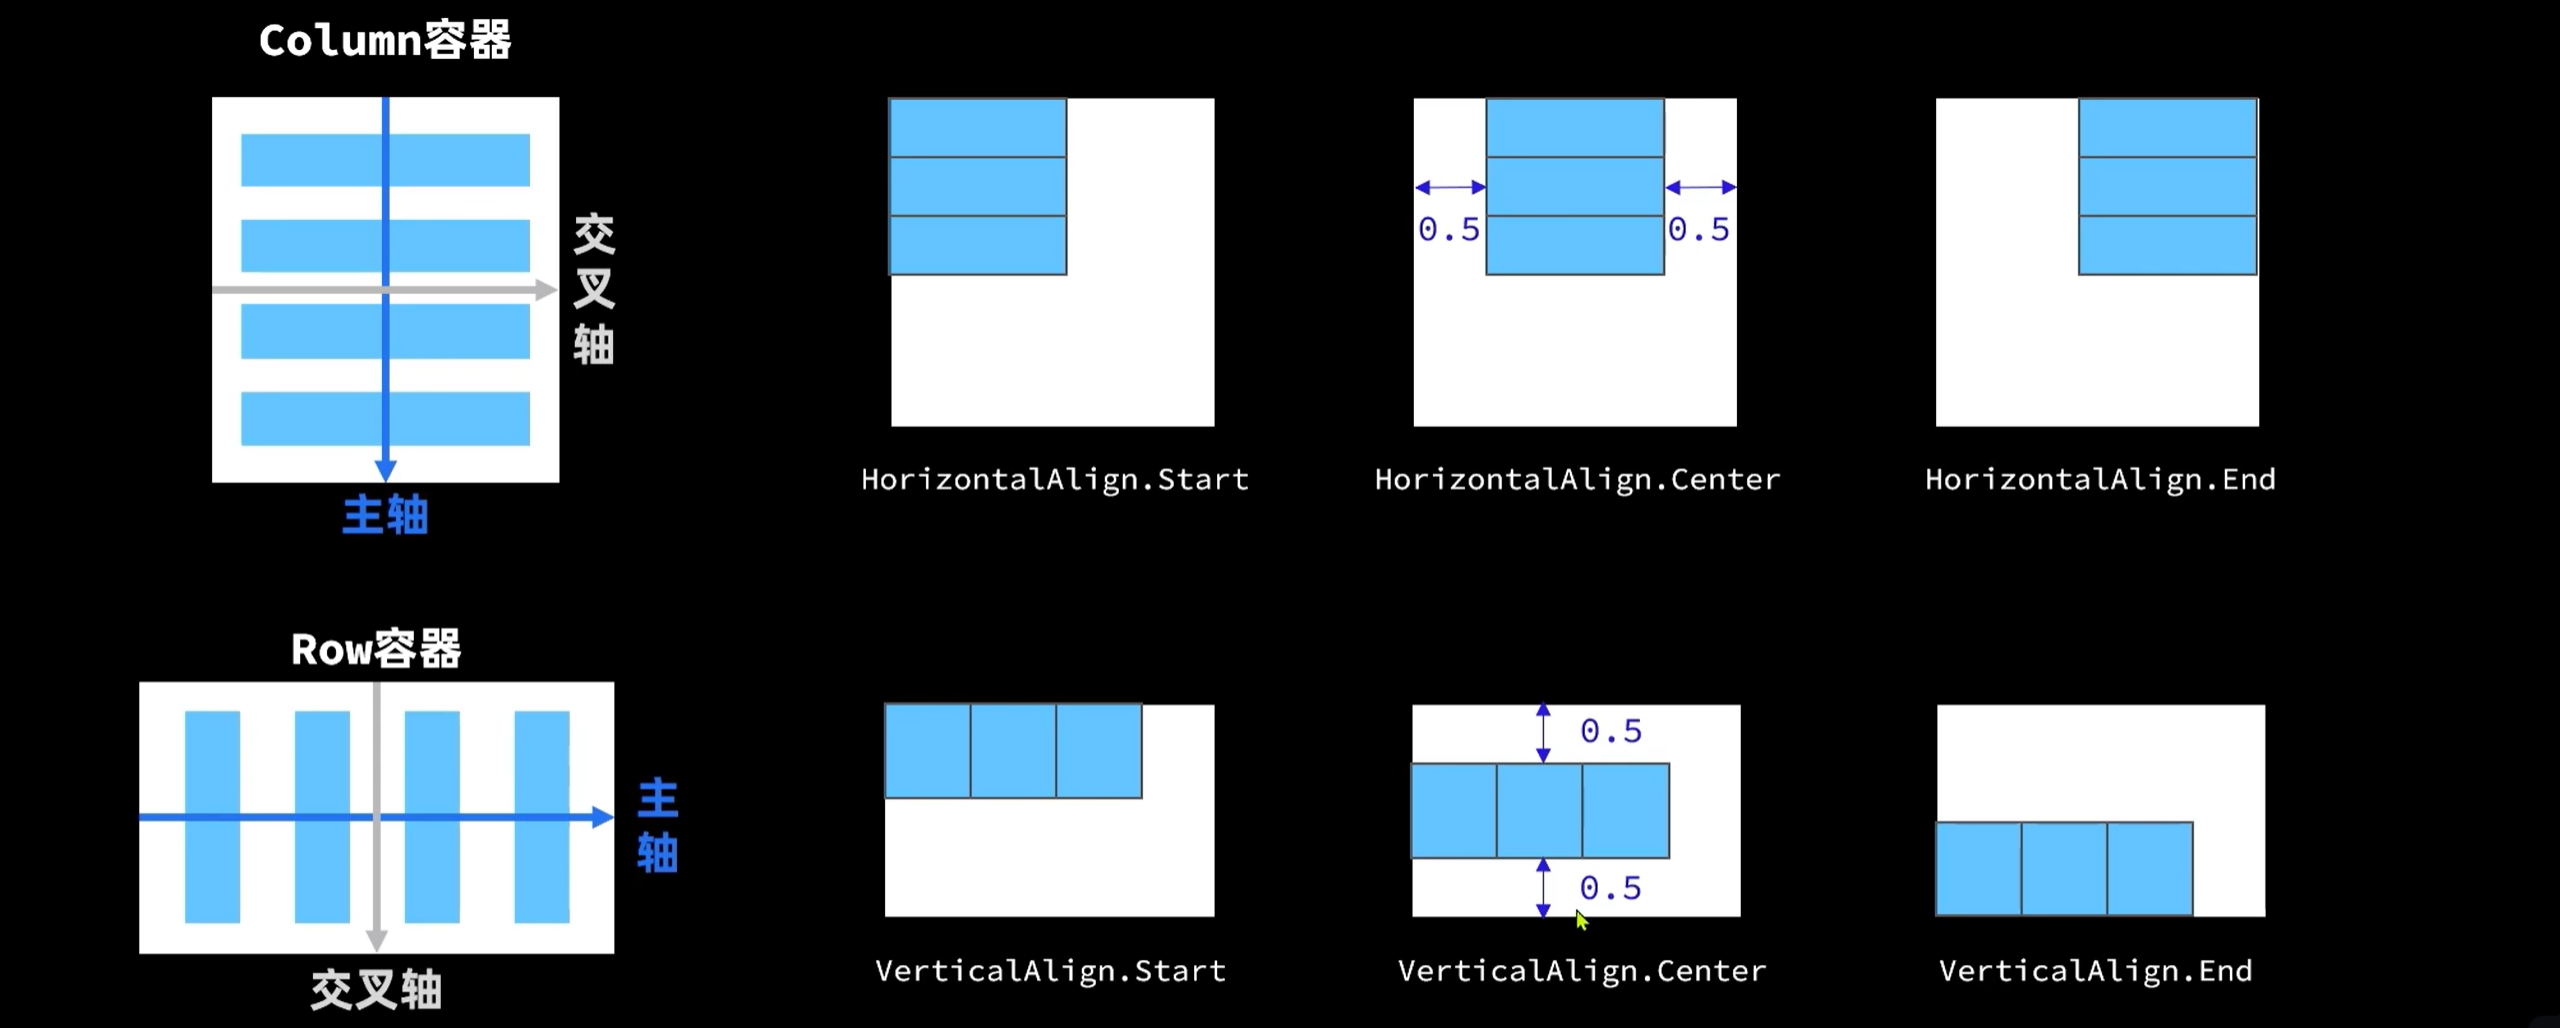 Column容器
交叉轴
主轴
0.5
0.5
HorizontalAlign.Start
HorizontalAlign.Center
HorizontalAlign.End
Row容器
主轴
交叉轴
0.5
0.5
VerticalAlign.Start
VerticalAlign.Center
VerticalAlign.End